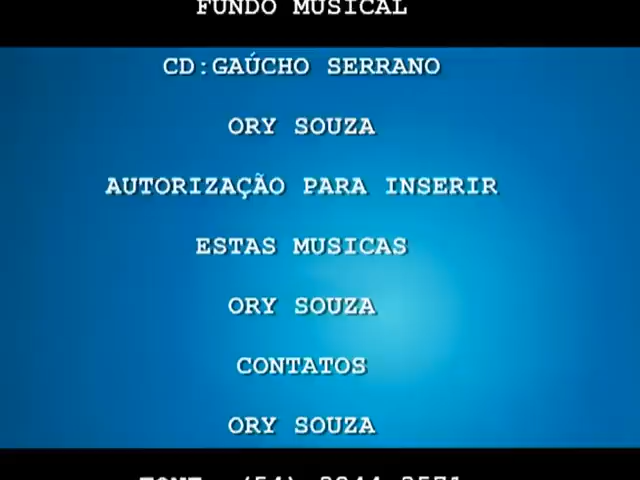 FUNDO MUSICAL
CD:GAÚCHO SERRANO
ORY SOUZA
AUTORIZAÇÃO PARA INSERIR
ESTAS MUSICAS
ORY SOUZA
CONTATOS
ORY SOUZA